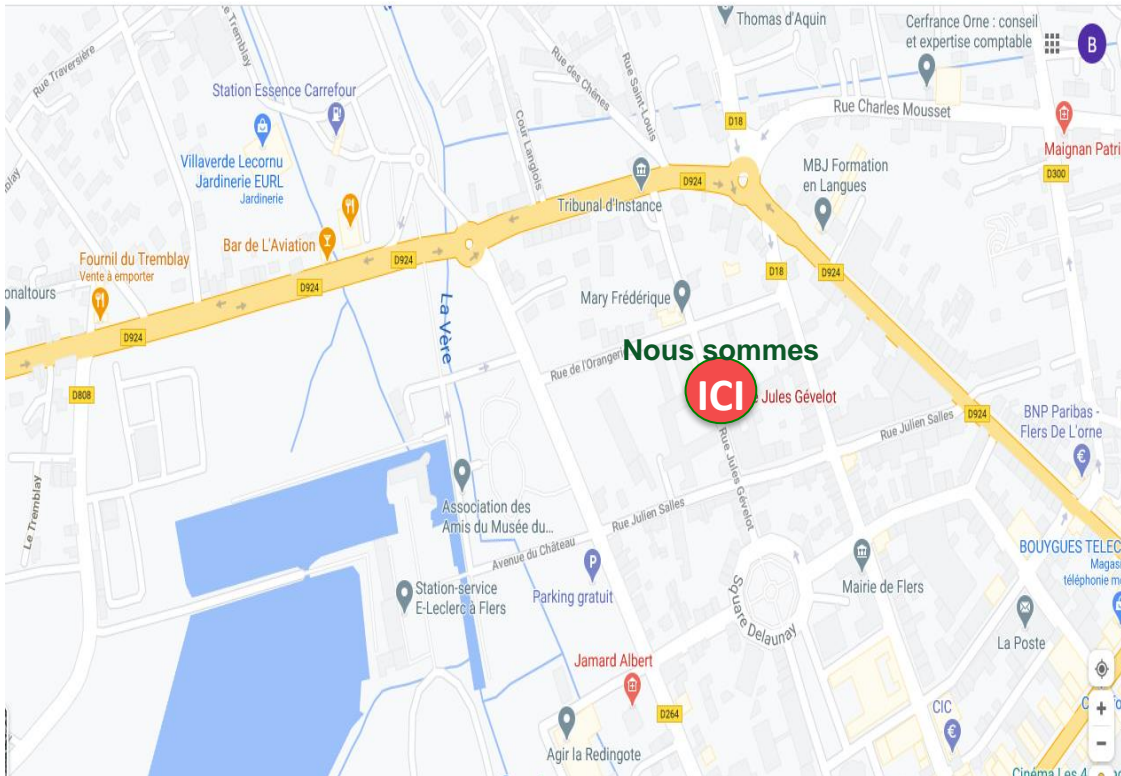 Thomas d'Aquin
Cerfrance Orne : conseil
et expertise comptable
B
Rue Traversière
Le Tremblay
Rue des Chênes
Rue Saint-Louis
Station Essence Carrefour
Rue Charles Mousset
D18
Villaverde Lecornu
Jardinerie EURL
Jardinerie
Cour Langlois
Maignan Patri
MBJ Formation
en Langues
D300
D924
Tribunal d'Instance
Bar de L'Aviation
Fournil du Tremblay
Vente à emporter
D924
D924
D18
D924
onaltours
La Vère
Mary Frédérique
D924
Rue de l'Orangerie
Nous sommes
ICI
Jules Gévelot
D808
D924
BNP Paribas -
Flers De L'orne
Rue Julien Salles
Rue Jules Gévelot
Le Tremblay
Association des
Amis du Musée du...
Rue Julien Salles
Avenue du Château
P
Parking gratuit
Station-service
E-Leclerc à Flers
Mairie de Flers
BOUYGUES TELEC
Magasi
téléphonie mo
Square Delaunay
La Poste
Jamard Albert
D264
CIC
Agir la Redingote
+
−
Cinéma Les 4